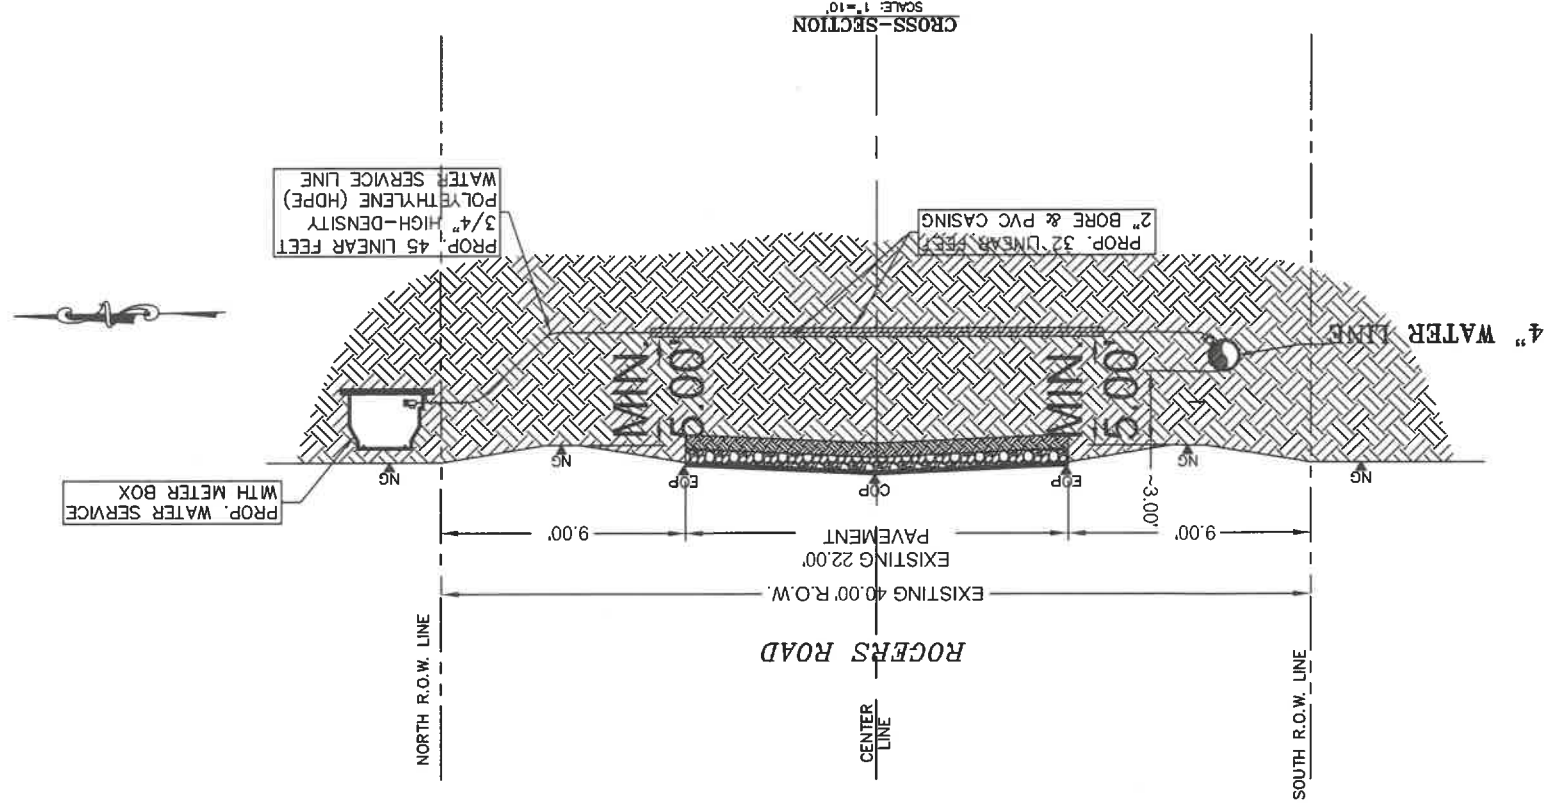 SOUTH R.O.W. LINE
CENTER
LINE
NORTH R.O.W. LINE
ROGERS ROAD
EXISTING 40.00' R.O.W.
9.00'
EXISTING 22.00'
PAVEMENT
9.00'
~3.00'
NG
NG
EOP
COP
EOP
NG
NG
PROP. WATER SERVICE
WITH METER BOX
5.00'
MIN.
5.00'
MIN.
4" WATER LINE
PROP. 32 LINEAR FEET
2" BORE & PVC CASING
PROP. 45 LINEAR FEET
3/4" HIGH-DENSITY
POLYETHYLENE (HDPE)
WATER SERVICE LINE
CROSS-SECTION
SCALE: 1"=10'